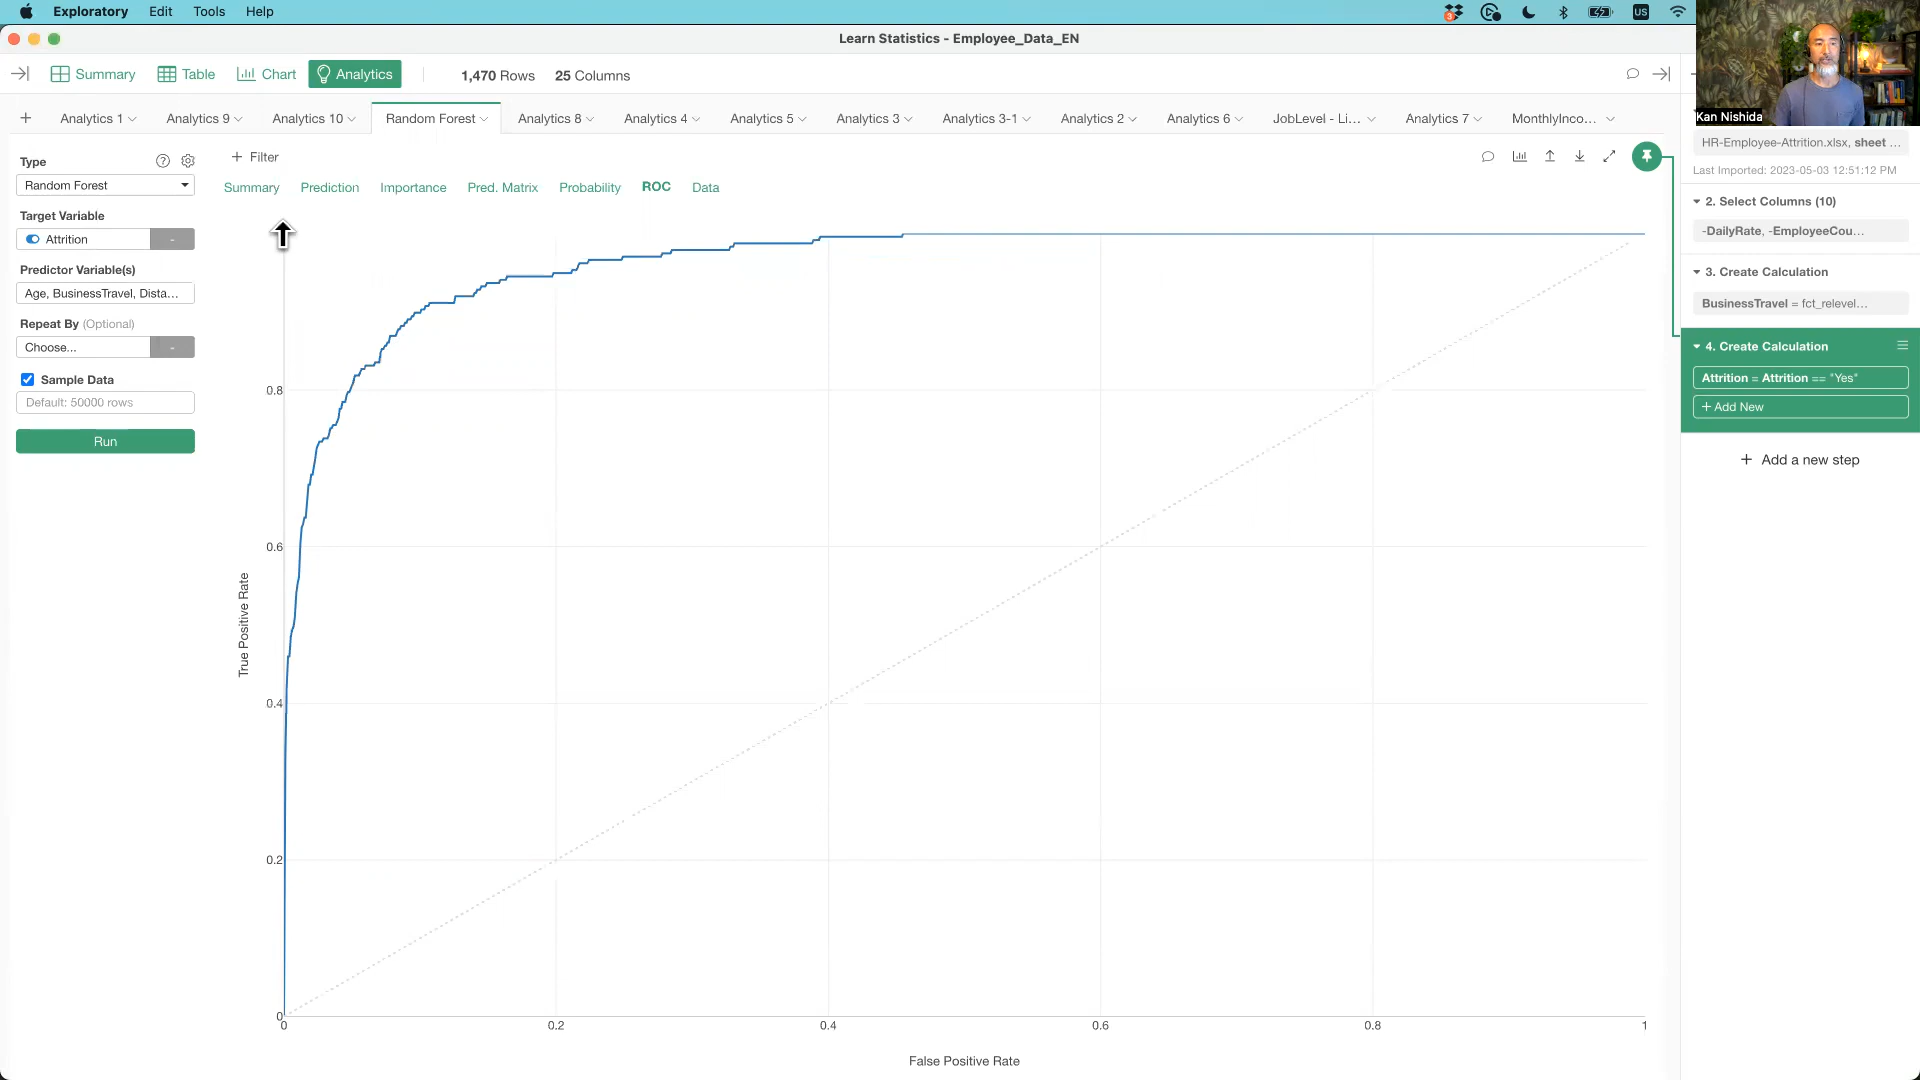 Exploratory Edit Tools Help
US
Learn Statistics - Employee_Data_EN
Summary Table Chart Analytics 1,470 Rows 25 Columns
Kan Nishida
+ Analytics 1 Analytics 9 Analytics 10 Random Forest Analytics 8 Analytics 4 Analytics 5 Analytics 3 Analytics 3-1 Analytics 2 Analytics 6 JobLevel - Li... Analytics 7 MonthlyInco...
Type
Random Forest
Target Variable
Attrition -
Predictor Variable(s)
Age, BusinessTravel, Dista...
Repeat By (Optional)
Choose... -
Sample Data
Default: 50000 rows
Run
+ Filter
Summary Prediction Importance Pred. Matrix Probability ROC Data
True Positive Rate
0.8
0.6
0.4
0.2
0
0 0.2 0.4 0.6 0.8 1
False Positive Rate
HR-Employee-Attrition.xlsx, sheet ...
Last Imported: 2023-05-03 12:51:12 PM
2. Select Columns (10)
-DailyRate, -EmployeeCou...
3. Create Calculation
BusinessTravel = fct_relevel...
4. Create Calculation
Attrition = Attrition == "Yes"
+ Add New
+ Add a new step